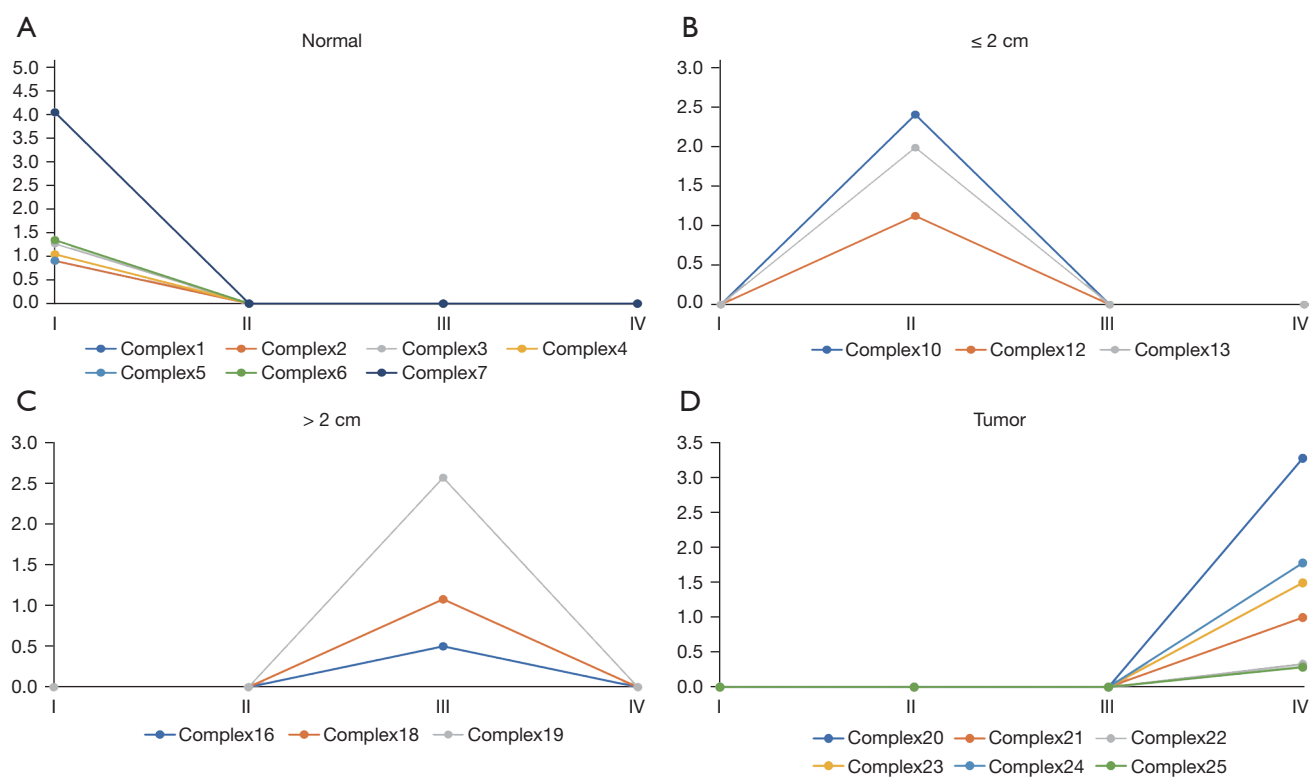 A
Normal
5.0
4.5
4.0
3.5
3.0
2.5
2.0
1.5
1.0
0.5
0.0
I II III IV
Complex1 Complex2 Complex3 Complex4
Complex5 Complex6 Complex7
B
≤ 2 cm
3.0
2.5
2.0
1.5
1.0
0.5
0.0
I II III IV
Complex10 Complex12 Complex13
C
> 2 cm
3.0
2.5
2.0
1.5
1.0
0.5
0.0
I II III IV
Complex16 Complex18 Complex19
D
Tumor
3.5
3.0
2.5
2.0
1.5
1.0
0.5
0.0
I II III IV
Complex20 Complex21 Complex22
Complex23 Complex24 Complex25